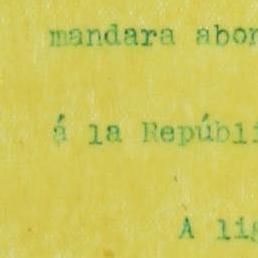 mandara abon
á la Repúbli
A lig